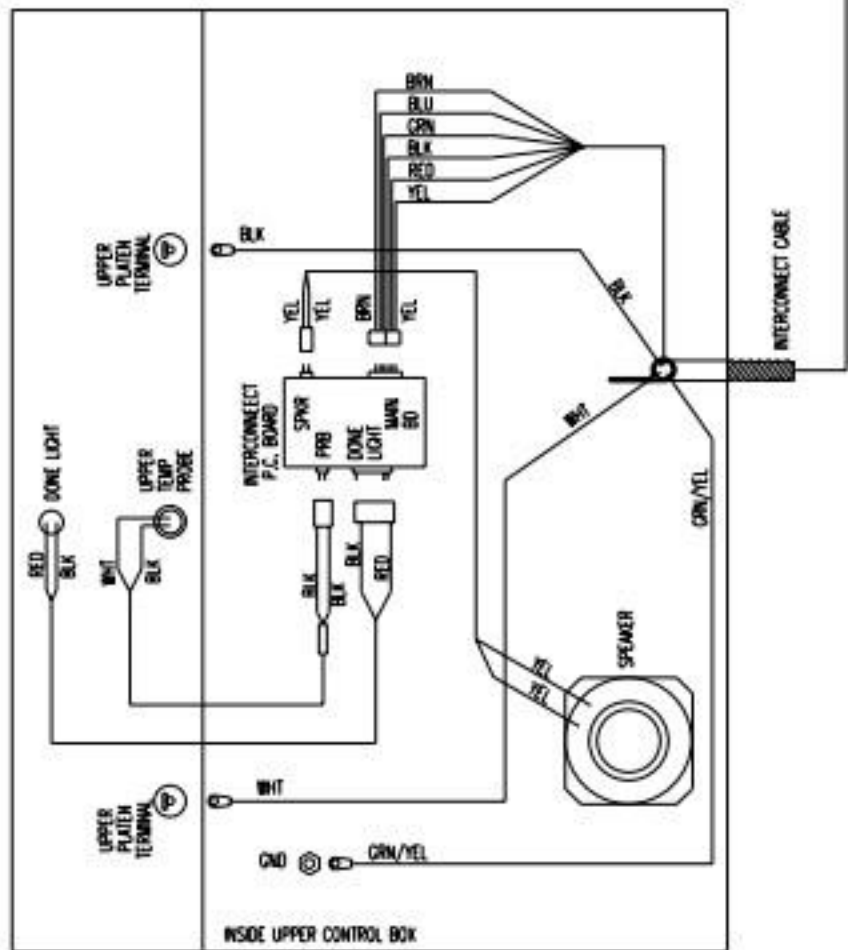 BRN
BLU
GRN
BLK
RED
YEL
BLK
UPPER
PLATEN
TERMINAL
YEL
YEL
BRN
YEL
BLK
INTERCONNECT CABLE
INTERCONNEECT
P.C. BOARD
SPKR
PRB
DONE
LIGHT
MAIN
BD
WHT
GRN/YEL
DONE LIGHT
UPPER
TEMP
PROBE
RED
BLK
WHT
BLK
BLK
BLK
BLK
RED
YEL
YEL
SPEAKER
UPPER
PLATEN
TERMINAL
WHT
GND
GRN/YEL
INSIDE UPPER CONTROL BOX